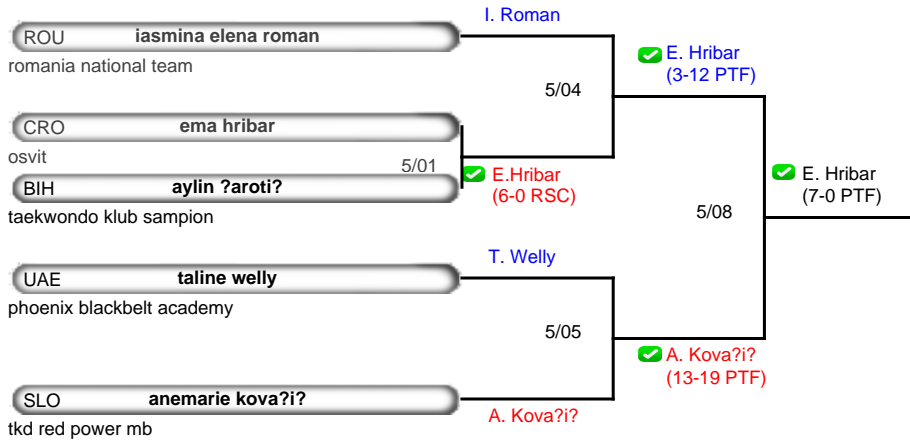 I. Roman
ROU iasmina elena roman
romania national team
E. Hribar
(3-12 PTF)
5/04
CRO ema hribar
osvit
5/01
E.Hribar
(6-0 RSC)
BIH aylin ?aroti?
taekwondo klub sampion
E. Hribar
(7-0 PTF)
5/08
T. Welly
UAE taline welly
phoenix blackbelt academy
5/05
A. Kova?i?
(13-19 PTF)
SLO anemarie kova?i?
A. Kova?i?
tkd red power mb